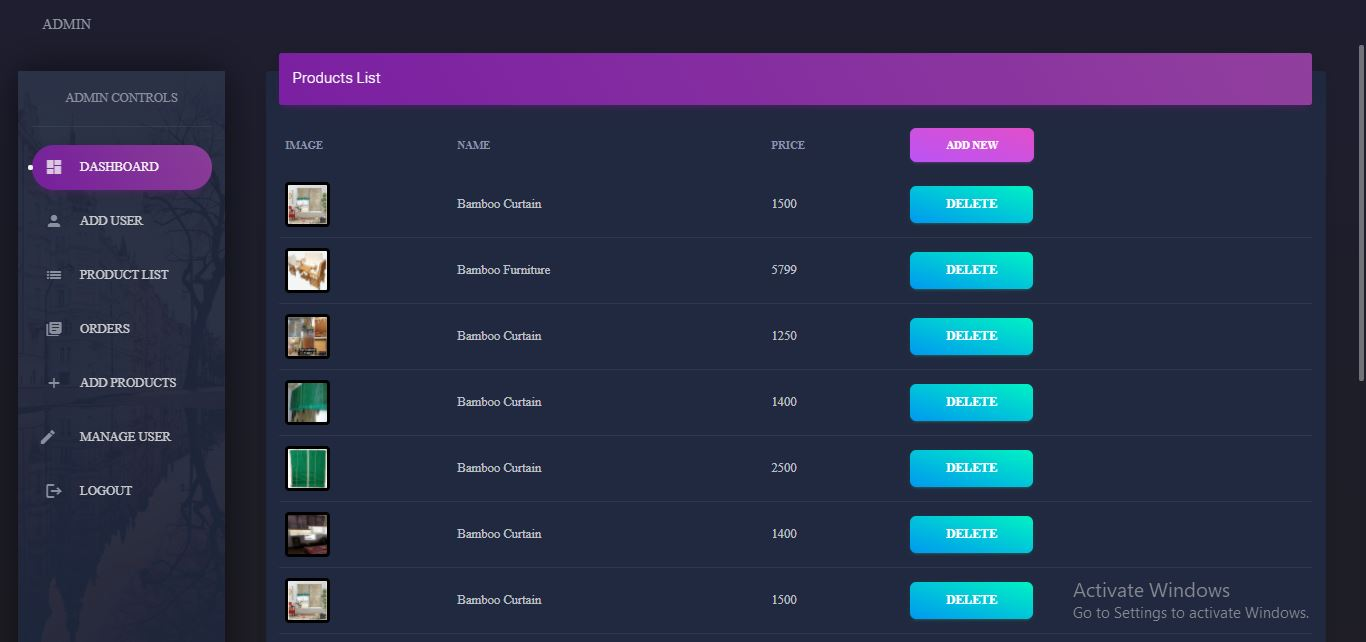 ADMIN
ADMIN CONTROLS
DASHBOARD
ADD USER
PRODUCT LIST
ORDERS
ADD PRODUCTS
MANAGE USER
LOGOUT
Products List
IMAGE NAME PRICE ADD NEW
Bamboo Curtain 1500 DELETE
Bamboo Furniture 5799 DELETE
Bamboo Curtain 1250 DELETE
Bamboo Curtain 1400 DELETE
Bamboo Curtain 2500 DELETE
Bamboo Curtain 1400 DELETE
Bamboo Curtain 1500 DELETE
Activate Windows
Go to Settings to activate Windows.